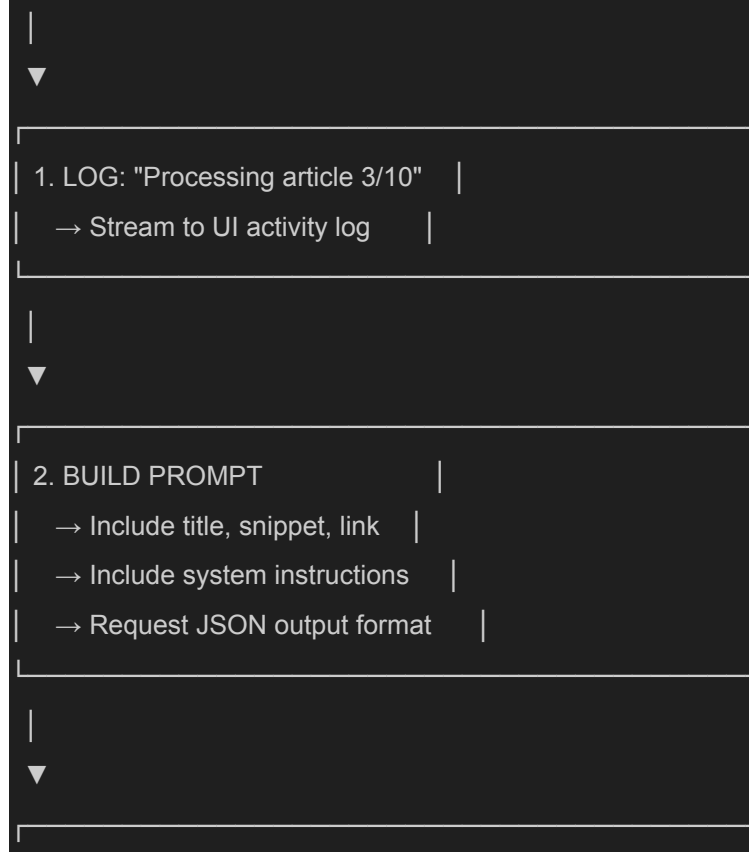 │
▼
┌─────────────────────────────────────────
│ 1. LOG: "Processing article 3/10" │
│ → Stream to UI activity log │
└─────────────────────────────────────────
│
▼
┌─────────────────────────────────────────
│ 2. BUILD PROMPT │
│ → Include title, snippet, link │
│ → Include system instructions │
│ → Request JSON output format │
└─────────────────────────────────────────
│
▼
┌─────────────────────────────────────────